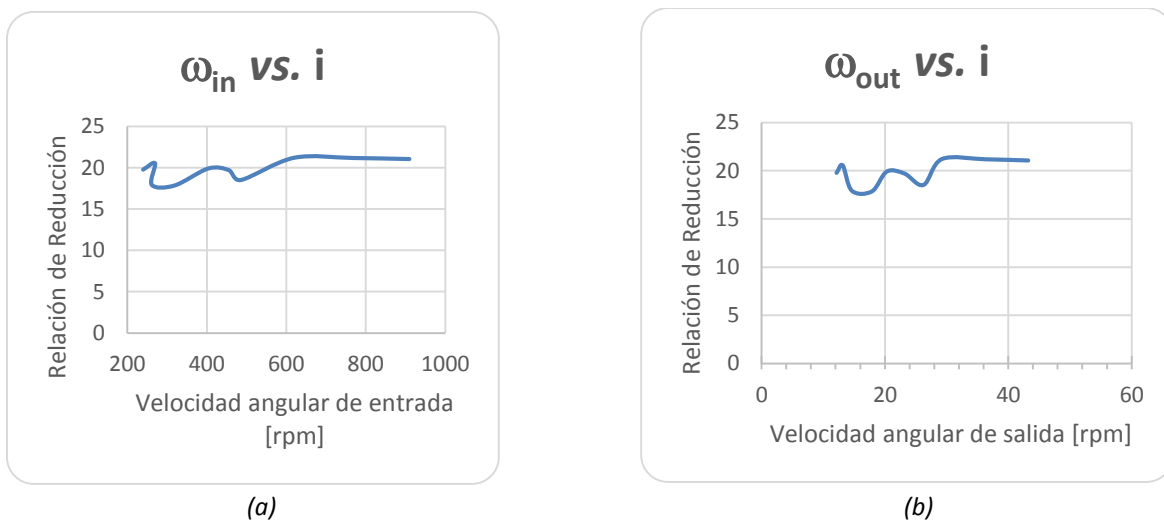 ω_in vs. i
25
20
15
10
5
0
200 400 600 800 1000
Relación de Reducción
Velocidad angular de entrada
[rpm]
(a)
ω_out vs. i
25
20
15
10
5
0
0 20 40 60
Relación de Reducción
Velocidad angular de salida [rpm]
(b)